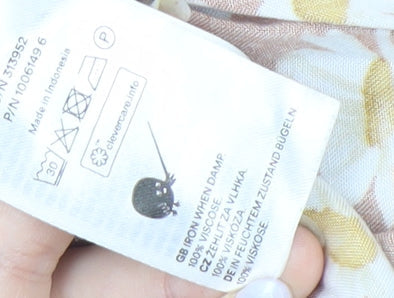 /N 313952
P/N 1006149 6
Made in Indonesia
30
P
clevercare.info
GB IRON WHEN DAMP.
100% VISCOSE.
CZ ŽEHLIT ZA VLHKA.
100% VISKÓZA.
DE IN FEUCHTEM ZUSTAND BÜGELN
100% VISKOSE.